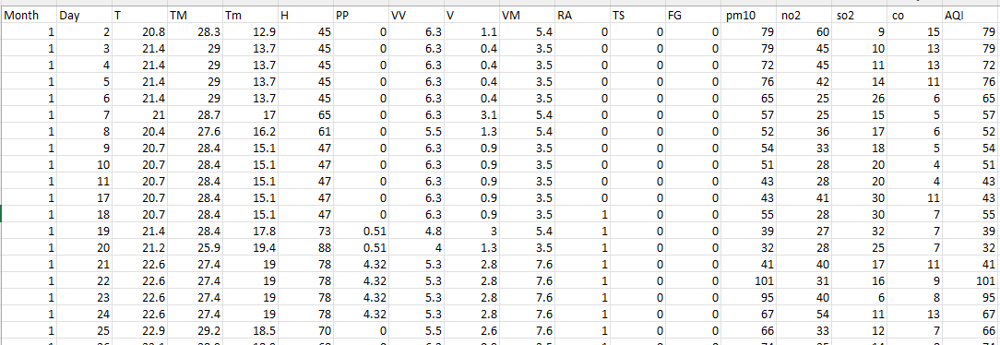 Month Day T TM Tm H PP VV V VM RA TS FG pm10 no2 so2 co AQI
1 2 20.8 28.3 12.9 45 0 6.3 1.1 5.4 0 0 0 79 60 9 15 79
1 3 21.4 29 13.7 45 0 6.3 0.4 3.5 0 0 0 79 45 10 13 79
1 4 21.4 29 13.7 45 0 6.3 0.4 3.5 0 0 0 72 45 11 13 72
1 5 21.4 29 13.7 45 0 6.3 0.4 3.5 0 0 0 76 42 14 11 76
1 6 21.4 29 13.7 45 0 6.3 0.4 3.5 0 0 0 65 25 26 6 65
1 7 21 28.7 17 65 0 6.3 3.1 5.4 0 0 0 57 25 15 5 57
1 8 20.4 27.6 16.2 61 0 5.5 1.3 5.4 0 0 0 52 36 17 6 52
1 9 20.7 28.4 15.1 47 0 6.3 0.9 3.5 0 0 0 54 33 18 5 54
1 10 20.7 28.4 15.1 47 0 6.3 0.9 3.5 0 0 0 51 28 20 4 51
1 11 20.7 28.4 15.1 47 0 6.3 0.9 3.5 0 0 0 43 28 20 4 43
1 17 20.7 28.4 15.1 47 0 6.3 0.9 3.5 0 0 0 43 41 30 11 43
1 18 20.7 28.4 15.1 47 0 6.3 0.9 3.5 1 0 0 55 28 30 7 55
1 19 21.4 28.4 17.8 73 0.51 4.8 3 5.4 1 0 0 39 27 32 7 39
1 20 21.2 25.9 19.4 88 0.51 4 1.3 3.5 1 0 0 32 28 25 7 32
1 21 22.6 27.4 19 78 4.32 5.3 2.8 7.6 1 0 0 41 40 17 11 41
1 22 22.6 27.4 19 78 4.32 5.3 2.8 7.6 1 0 0 101 31 16 9 101
1 23 22.6 27.4 19 78 4.32 5.3 2.8 7.6 1 0 0 95 40 6 8 95
1 24 22.6 27.4 19 78 4.32 5.3 2.8 7.6 1 0 0 67 54 11 13 67
1 25 22.9 29.2 18.5 70 0 5.5 2.6 7.6 1 0 0 66 33 12 7 66